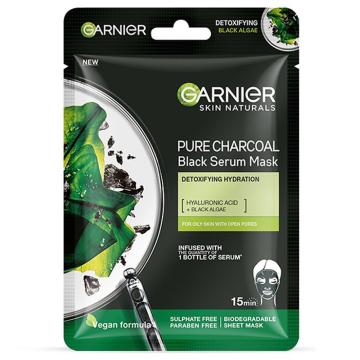 GARNIER
DETOXIFYING
BLACK ALGAE
NEW
GARNIER
SKIN NATURALS
PURE CHARCOAL
Black Serum Mask
DETOXIFYING HYDRATION
[ HYALURONIC ACID
+ BLACK ALGAE ]
FOR OILY SKIN WITH OPEN PORES
INFUSED WITH
THE QUANTITY OF
1 BOTTLE OF SERUM*
15min
Vegan formula*
SULPHATE FREE
PARABEN FREE
BIODEGRADABLE
SHEET MASK